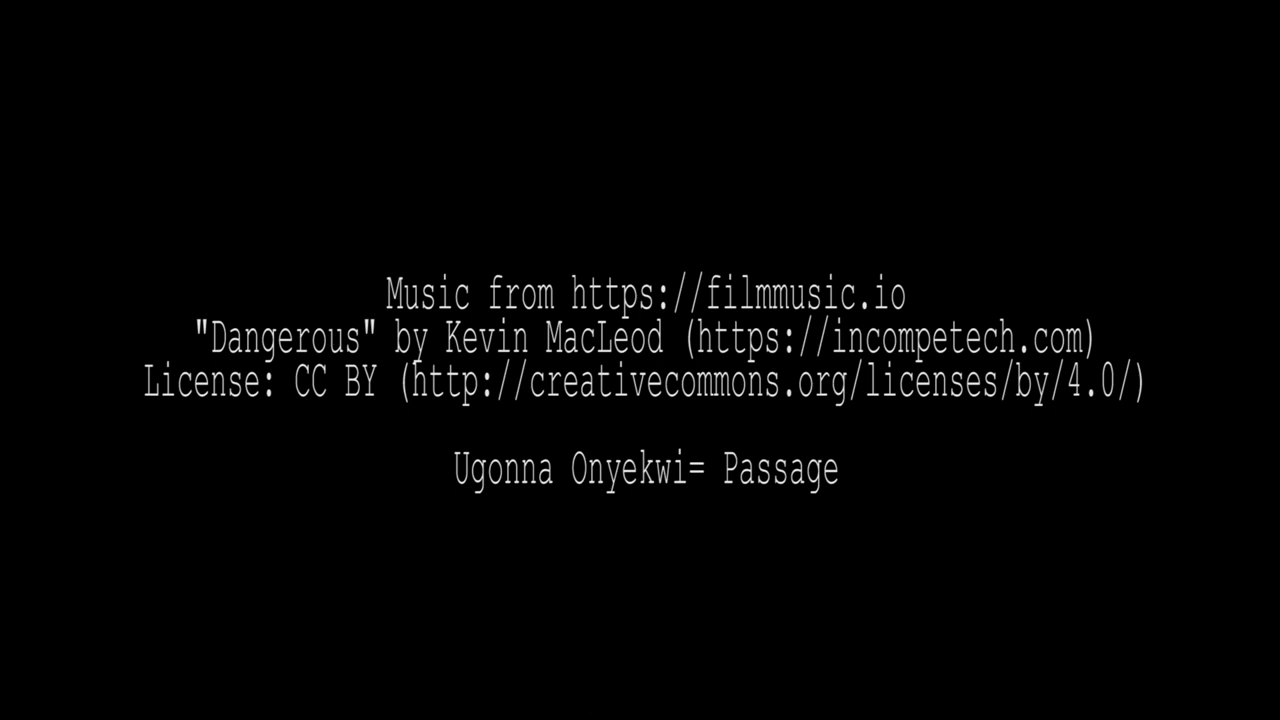 Music from https://filmmusic.io
"Dangerous" by Kevin MacLeod (https://incompetech.com)
License: CC BY (http://creativecommons.org/licenses/by/4.0/)
Ugonna Onyekwi= Passage